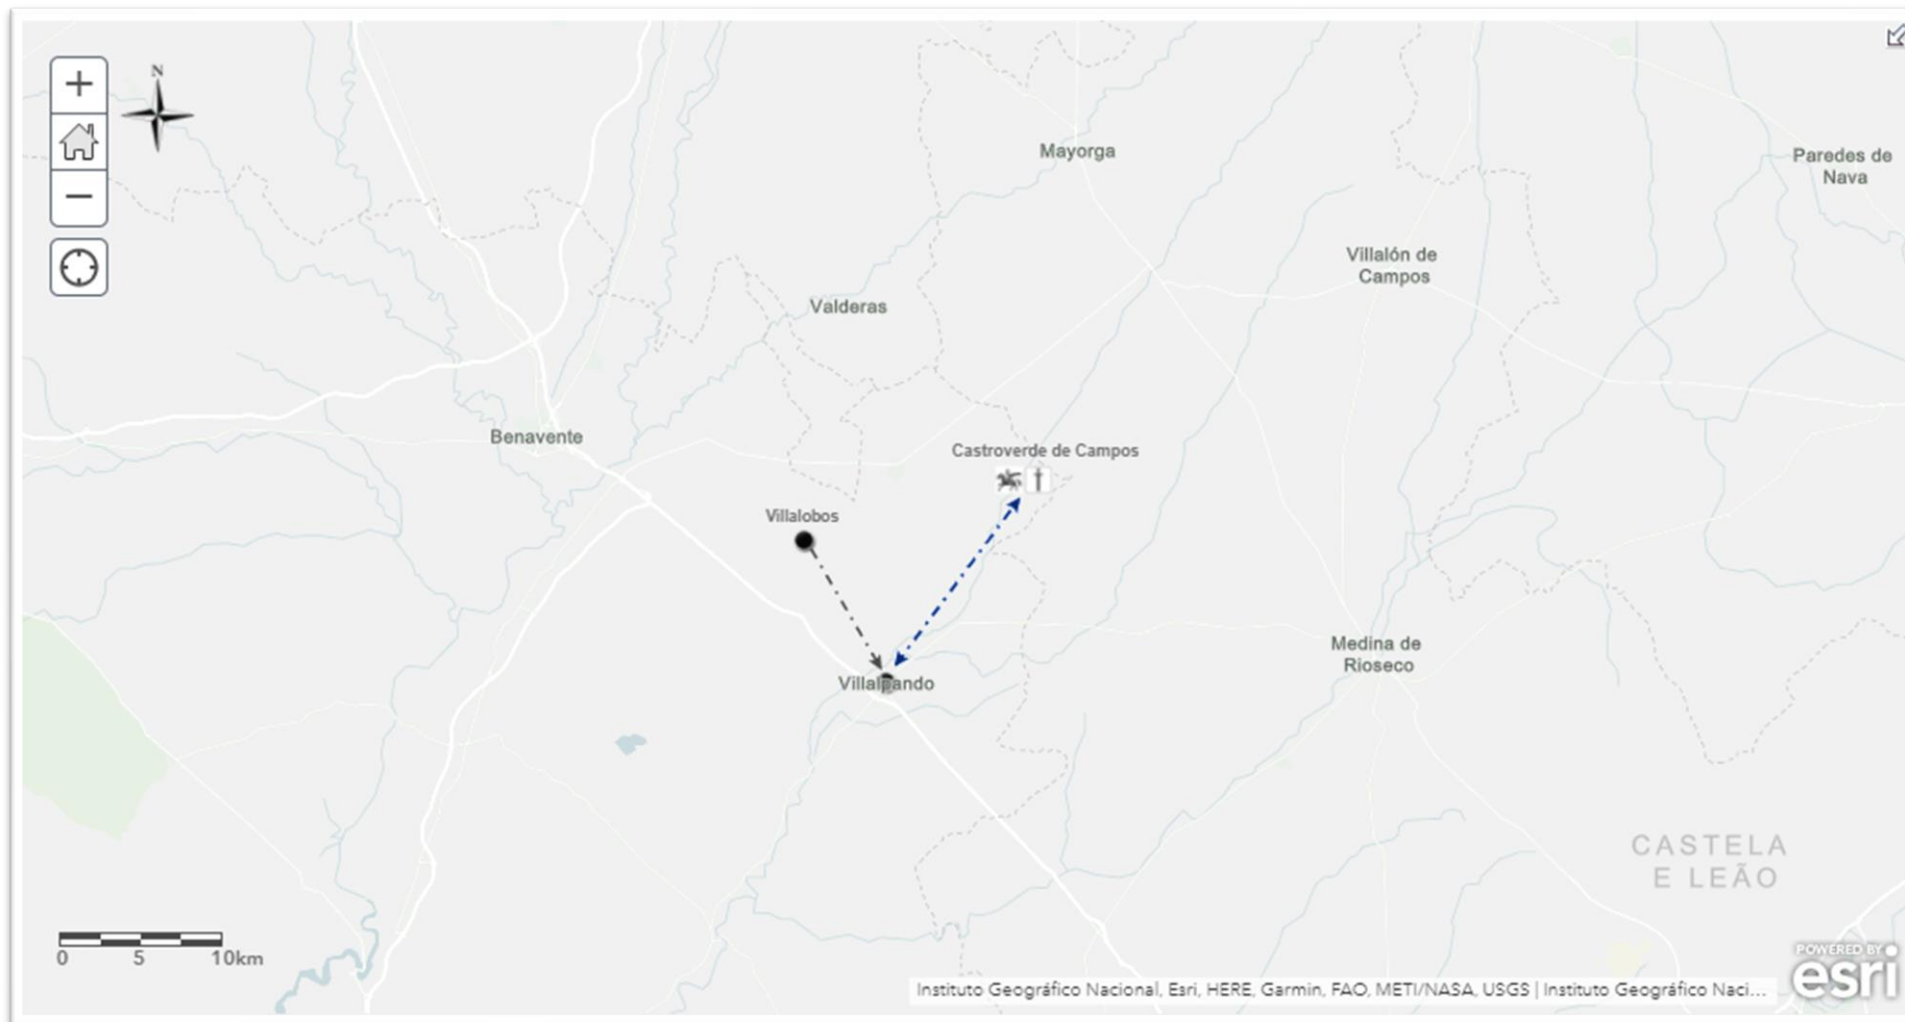 +
N
−
Mayorga
Paredes de
Nava
Villalón de
Campos
Valderas
Benavente
Castroverde de Campos
Villalobos
Medina de
Rioseco
Villalpando
CASTELA
E LEÃO
0 5 10km
POWERED BY
esri
Instituto Geográfico Nacional, Esri, HERE, Garmin, FAO, METI/NASA, USGS | Instituto Geográfico Naci...